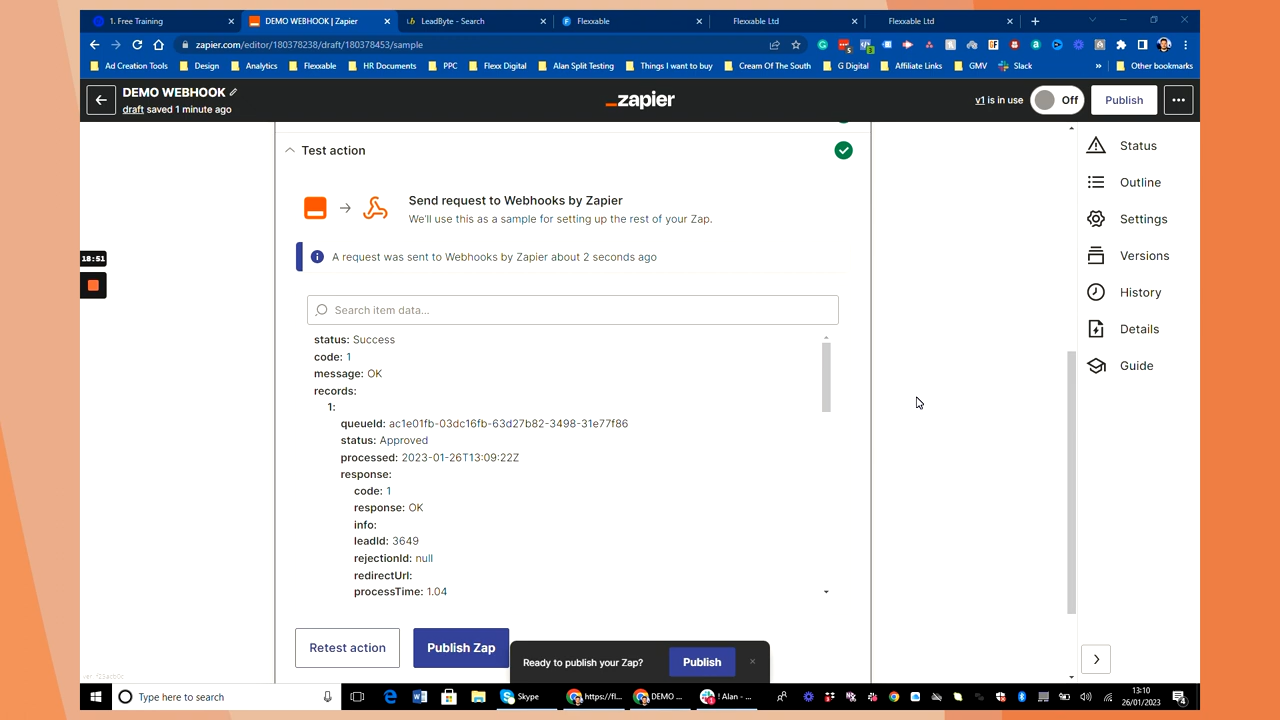 1. Free Training
DEMO WEBHOOK | Zapier
LeadByte - Search
Flexxable
Flexxable Ltd
Flexxable Ltd
zapier.com/editor/180378238/draft/180378453/sample
Ad Creation Tools
Design
Analytics
Flexxable
HR Documents
PPC
Flexx Digital
Alan Split Testing
Things I want to buy
Cream Of The South
G Digital
Affiliate Links
GMV
Slack
Other bookmarks
DEMO WEBHOOK
draft saved 1 minute ago
zapier
v1 is in use
Off
Publish
Test action
Status
Outline
Settings
Versions
History
Details
Guide
Send request to Webhooks by Zapier
We'll use this as a sample for setting up the rest of your Zap.
18:51
A request was sent to Webhooks by Zapier about 2 seconds ago
Search item data...
status: Success
code: 1
message: OK
records:
1:
queueId: ac1e01fb-03dc16fb-63d27b82-3498-31e77f86
status: Approved
processed: 2023-01-26T13:09:22Z
response:
code: 1
response: OK
info:
leadId: 3649
rejectionId: null
redirectUrl:
processTime: 1.04
Retest action
Publish Zap
Ready to publish your Zap?
Publish
Type here to search
Skype
https://fl...
DEMO ...
! Alan - ...
13:10
26/01/2023